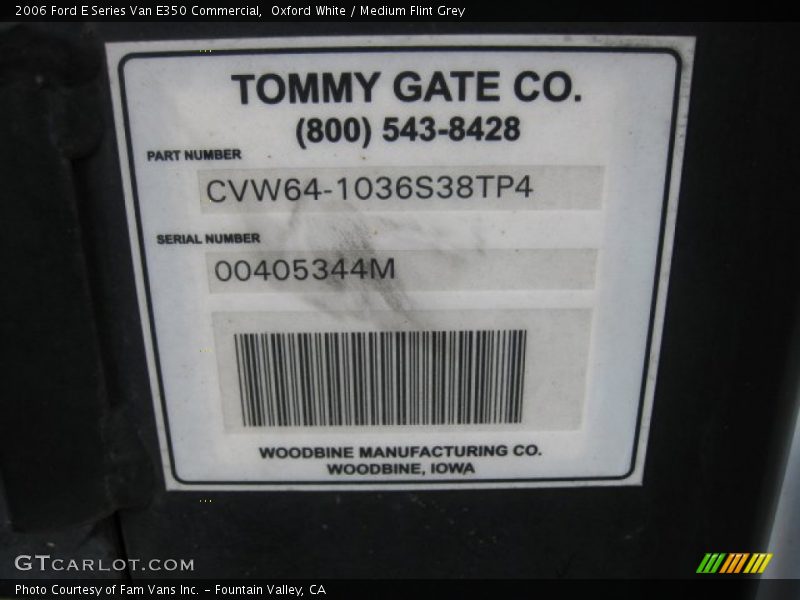 2006 Ford E Series Van E350 Commercial,  Oxford White / Medium Flint Grey
TOMMY GATE CO.
(800) 543-8428
PART NUMBER
CVW64-1036S38TP4
SERIAL NUMBER
00405344M
WOODBINE MANUFACTURING CO.
WOODBINE, IOWA
GTCARLOT.COM
Photo Courtesy of Fam Vans Inc. - Fountain Valley, CA